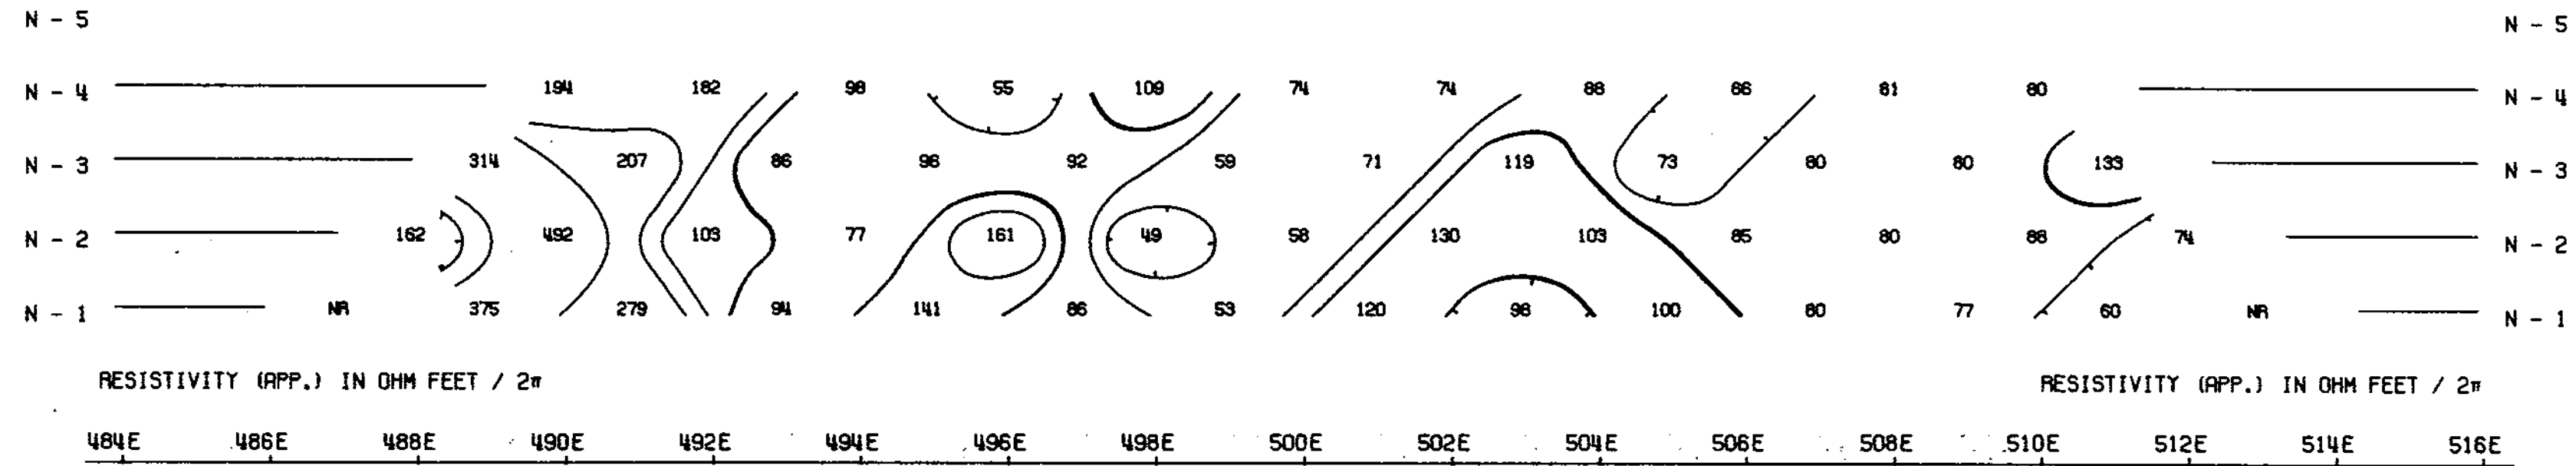 N - 5 N - 5
N - 4 194 182 98 55 109 74 74 88 66 81 80 N - 4
N - 3 314 207 86 96 92 59 71 119 73 80 80 133 N - 3
N - 2 162 492 103 77 161 49 58 130 103 85 80 88 74 N - 2
N - 1 NR 375 279 94 141 86 53 120 98 100 80 77 60 NR N - 1
RESISTIVITY (APP.) IN OHM FEET / 2π RESISTIVITY (APP.) IN OHM FEET / 2π
484E 486E 488E 490E 492E 494E 496E 498E 500E 502E 504E 506E 508E 510E 512E 514E 516E